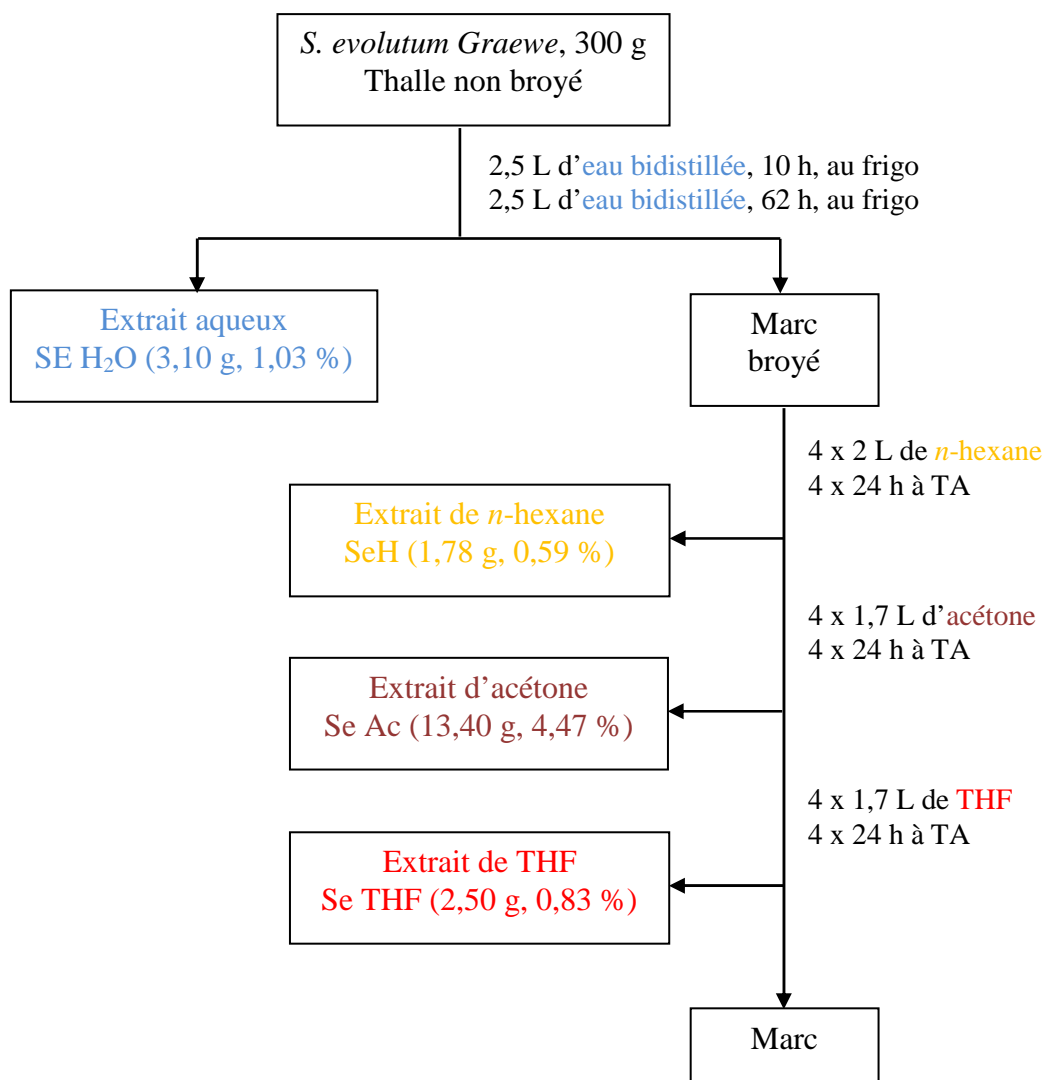 S. evolutum Graewe, 300 g
Thalle non broyé
2,5 L d’eau bidistillée, 10 h, au frigo
2,5 L d’eau bidistillée, 62 h, au frigo
Extrait aqueux
SE H₂O (3,10 g, 1,03 %)
Marc
broyé
4 x 2 L de n-hexane
4 x 24 h à TA
Extrait de n-hexane
SeH (1,78 g, 0,59 %)
4 x 1,7 L d’acétone
4 x 24 h à TA
Extrait d’acétone
Se Ac (13,40 g, 4,47 %)
4 x 1,7 L de THF
4 x 24 h à TA
Extrait de THF
Se THF (2,50 g, 0,83 %)
Marc